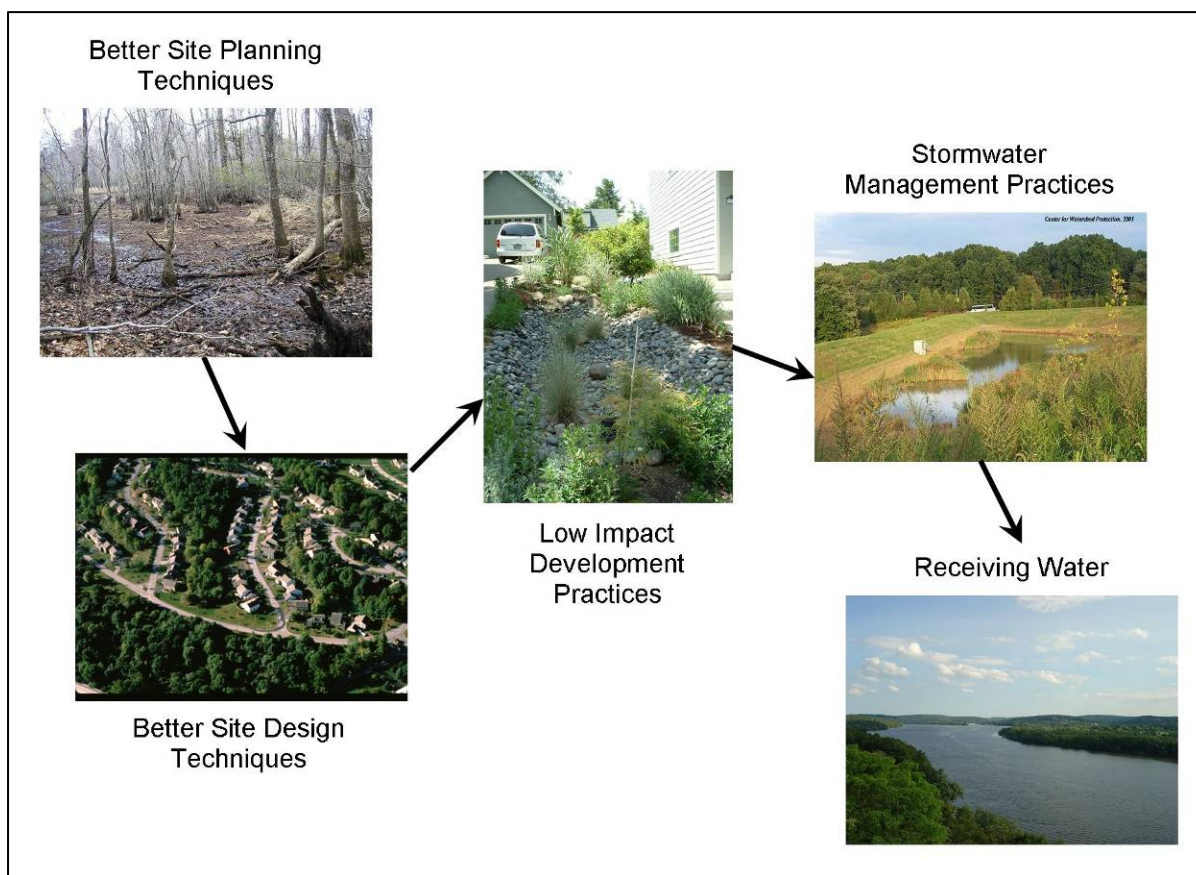 Better Site Planning
Techniques
Stormwater
Management Practices
Center for Watershed Protection, 2001
Low Impact
Development
Practices
Receiving Water
Better Site Design
Techniques